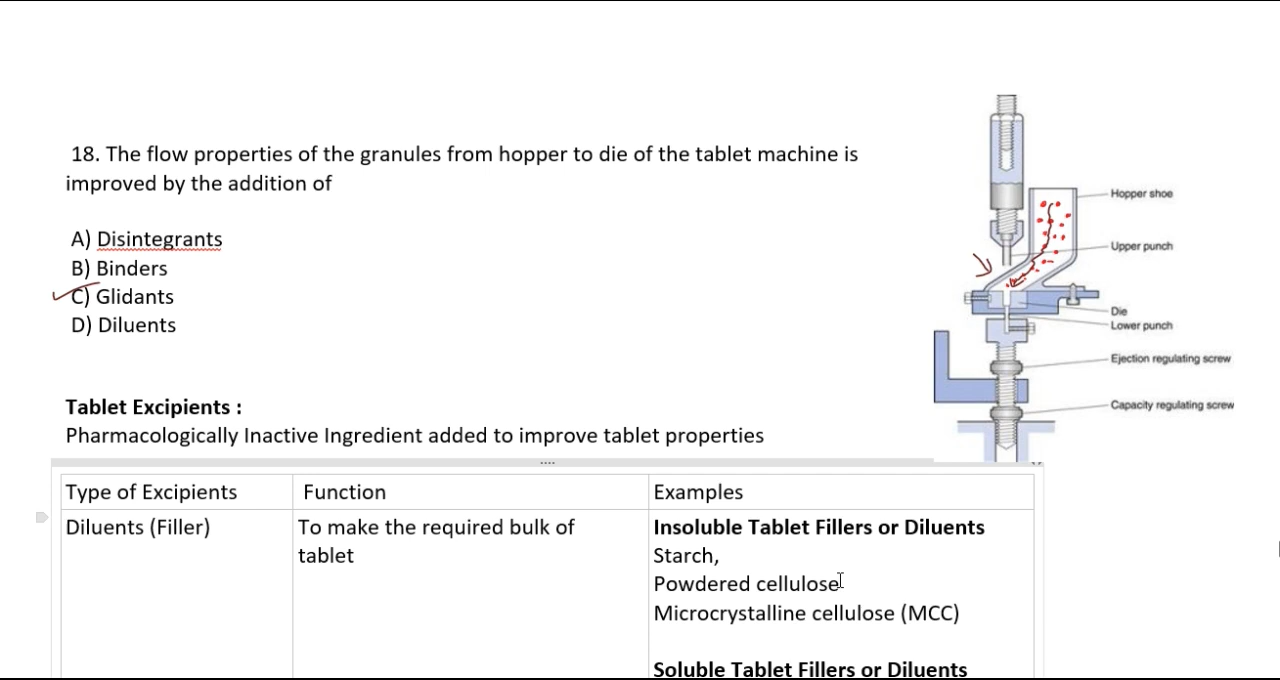 18. The flow properties of the granules from hopper to die of the tablet machine is
improved by the addition of
A) Disintegrants
B) Binders
C) Glidants
D) Diluents
Hopper shoe
Upper punch
Die
Lower punch
Ejection regulating screw
Capacity regulating screw
Tablet Excipients :
Pharmacologically Inactive Ingredient added to improve tablet properties
Type of Excipients Function Examples
Diluents (Filler) To make the required bulk of Insoluble Tablet Fillers or Diluents
tablet Starch,
Powdered cellulose
Microcrystalline cellulose (MCC)
Soluble Tablet Fillers or Diluents